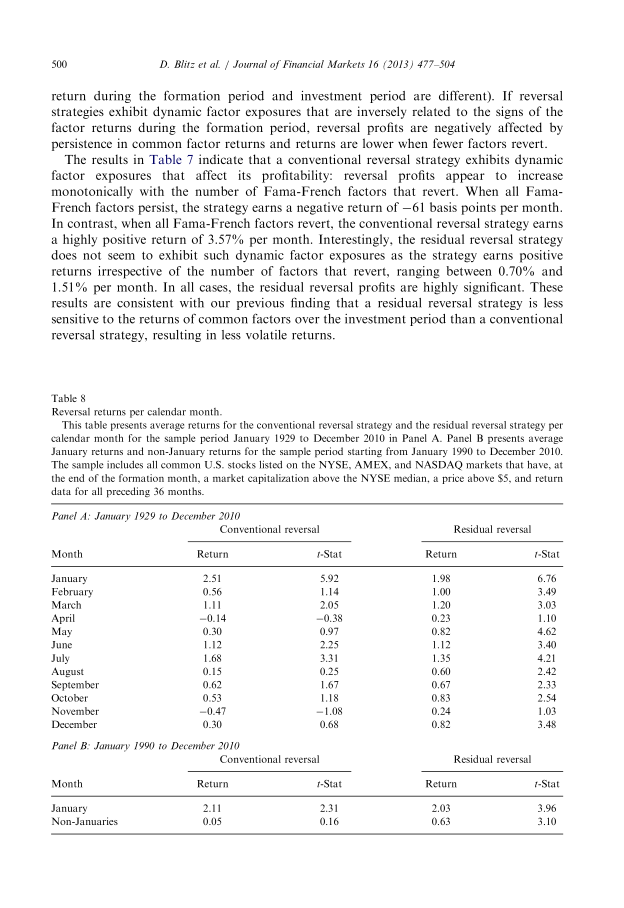 500
D. Blitz et al. / Journal of Financial Markets 16 (2013) 477–504
return during the formation period and investment period are different). If reversal
strategies exhibit dynamic factor exposures that are inversely related to the signs of the
factor returns during the formation period, reversal profits are negatively affected by
persistence in common factor returns and returns are lower when fewer factors revert.
The results in Table 7 indicate that a conventional reversal strategy exhibits dynamic
factor exposures that affect its profitability: reversal profits appear to increase
monotonically with the number of Fama-French factors that revert. When all Fama-
French factors persist, the strategy earns a negative return of −61 basis points per month.
In contrast, when all Fama-French factors revert, the conventional reversal strategy earns
a highly positive return of 3.57% per month. Interestingly, the residual reversal strategy
does not seem to exhibit such dynamic factor exposures as the strategy earns positive
returns irrespective of the number of factors that revert, ranging between 0.70% and
1.51% per month. In all cases, the residual reversal profits are highly significant. These
results are consistent with our previous finding that a residual reversal strategy is less
sensitive to the returns of common factors over the investment period than a conventional
reversal strategy, resulting in less volatile returns.
Table 8
Reversal returns per calendar month.
This table presents average returns for the conventional reversal strategy and the residual reversal strategy per
calendar month for the sample period January 1929 to December 2010 in Panel A. Panel B presents average
January returns and non-January returns for the sample period starting from January 1990 to December 2010.
The sample includes all common U.S. stocks listed on the NYSE, AMEX, and NASDAQ markets that have, at
the end of the formation month, a market capitalization above the NYSE median, a price above $5, and return
data for all preceding 36 months.
Panel A: January 1929 to December 2010
Conventional reversal Residual reversal
Month Return t-Stat Return t-Stat
January 2.51 5.92 1.98 6.76
February 0.56 1.14 1.00 3.49
March 1.11 2.05 1.20 3.03
April −0.14 −0.38 0.23 1.10
May 0.30 0.97 0.82 4.62
June 1.12 2.25 1.12 3.40
July 1.68 3.31 1.35 4.21
August 0.15 0.25 0.60 2.42
September 0.62 1.67 0.67 2.33
October 0.53 1.18 0.83 2.54
November −0.47 −1.08 0.24 1.03
December 0.30 0.68 0.82 3.48
Panel B: January 1990 to December 2010
Conventional reversal Residual reversal
Month Return t-Stat Return t-Stat
January 2.11 2.31 2.03 3.96
Non-Januaries 0.05 0.16 0.63 3.10